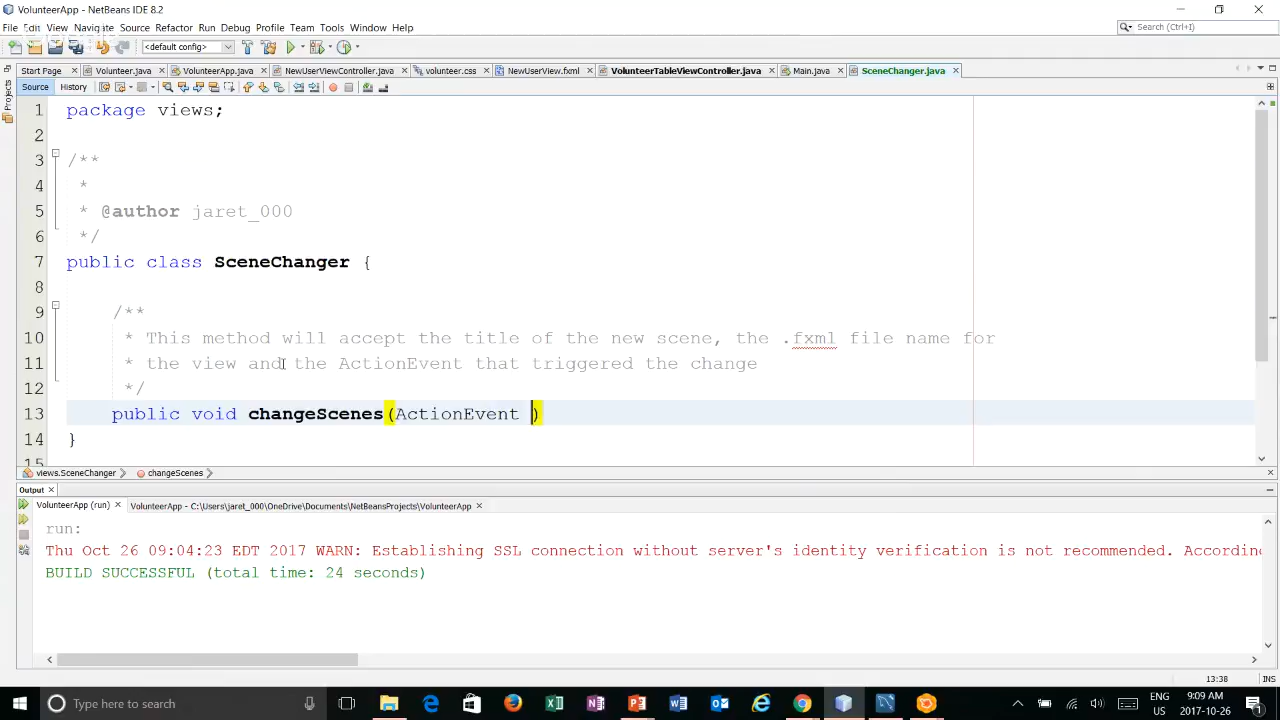 VolunteerApp - NetBeans IDE 8.2
File Edit View Navigate Source Refactor Run Debug Profile Team Tools Window Help
Search (Ctrl+I)
<default config>
Start Page Volunteer.java VolunteerApp.java NewUserViewController.java volunteer.css NewUserView.fxml VolunteerTableViewController.java Main.java SceneChanger.java
Projects
Source History
1 package views;
2
3 /**
4 *
5 * @author jaret_000
6 */
7 public class SceneChanger {
8
9 /**
10 * This method will accept the title of the new scene, the .fxml file name for
11 * the view and the ActionEvent that triggered the change
12 */
13 public void changeScenes(ActionEvent )
14 }
15
views.SceneChanger changeScenes
Output
VolunteerApp (run) VolunteerApp - C:\Users\jaret_000\OneDrive\Documents\NetBeansProjects\VolunteerApp
run:
Thu Oct 26 09:04:23 EDT 2017 WARN: Establishing SSL connection without server's identity verification is not recommended. According
BUILD SUCCESSFUL (total time: 24 seconds)
13:38 INS
Type here to search
ENG 9:09 AM
US 2017-10-26